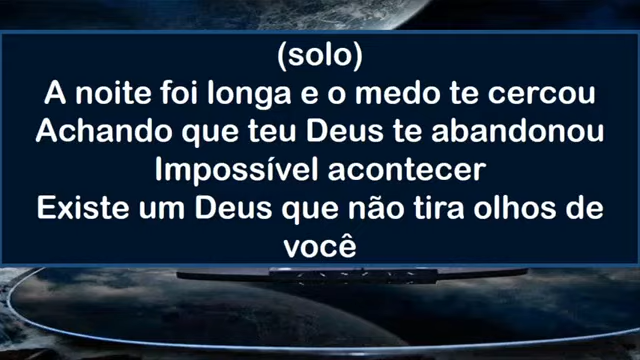 (solo)
A noite foi longa e o medo te cercou
Achando que teu Deus te abandonou
Impossível acontecer
Existe um Deus que não tira olhos de
você